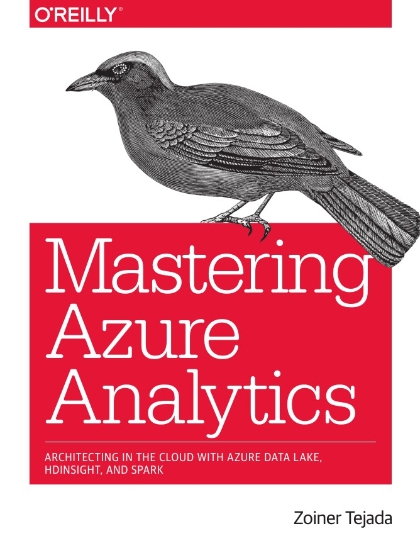 O'REILLY®
Mastering
Azure
Analytics
ARCHITECTING IN THE CLOUD WITH AZURE DATA LAKE,
HDINSIGHT, AND SPARK
Zoiner Tejada